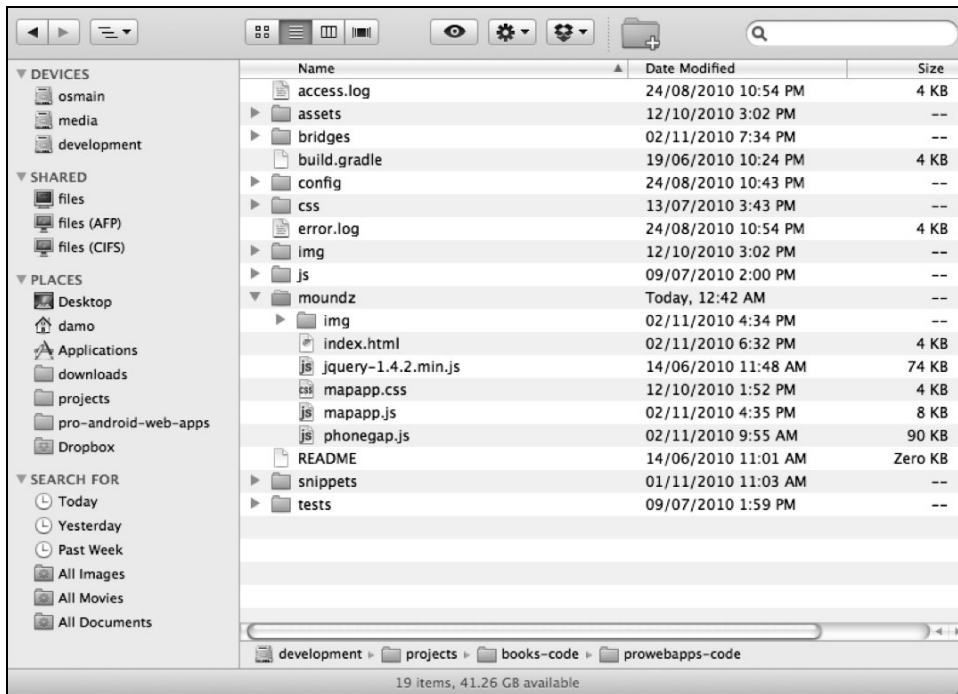 DEVICES
osmain
media
development
SHARED
files
files (AFP)
files (CIFS)
PLACES
Desktop
damo
Applications
downloads
projects
pro-android-web-apps
Dropbox
SEARCH FOR
Today
Yesterday
Past Week
All Images
All Movies
All Documents
Name Date Modified Size
access.log 24/08/2010 10:54 PM 4 KB
assets 12/10/2010 3:02 PM --
bridges 02/11/2010 7:34 PM --
build.gradle 19/06/2010 10:24 PM 4 KB
config 24/08/2010 10:43 PM --
css 13/07/2010 3:43 PM --
error.log 24/08/2010 10:54 PM 4 KB
img 12/10/2010 3:02 PM --
js 09/07/2010 2:00 PM --
moundz Today, 12:42 AM --
img 02/11/2010 4:34 PM --
index.html 02/11/2010 6:32 PM 4 KB
js jquery-1.4.2.min.js 14/06/2010 11:48 AM 74 KB
css mapapp.css 12/10/2010 1:52 PM 4 KB
js mapapp.js 02/11/2010 4:35 PM 8 KB
js phonegap.js 02/11/2010 9:55 AM 90 KB
README 14/06/2010 11:01 AM Zero KB
snippets 01/11/2010 11:03 AM --
tests 09/07/2010 1:59 PM --
development projects books-code prowebapps-code
19 items, 41.26 GB available